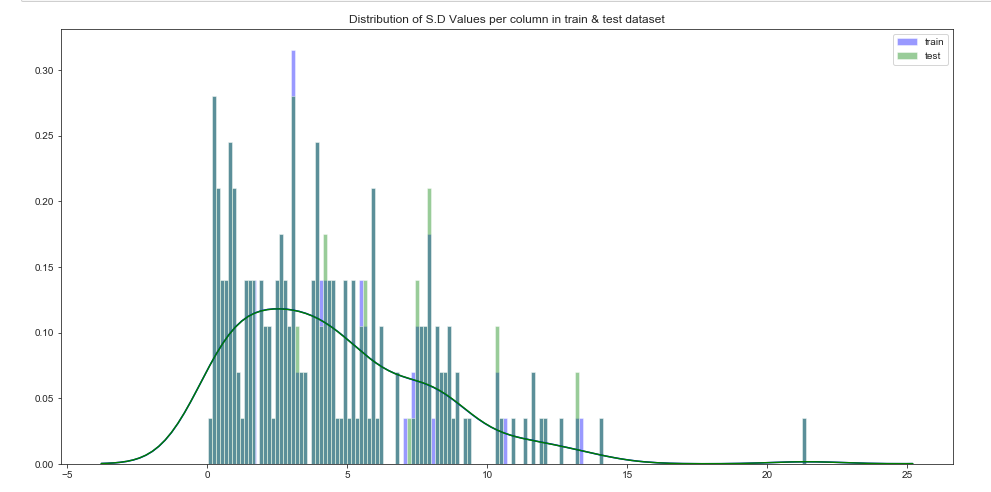 Distribution of S.D Values per column in train & test dataset
train
test
0.30
0.25
0.20
0.15
0.10
0.05
0.00
−5 0 5 10 15 20 25